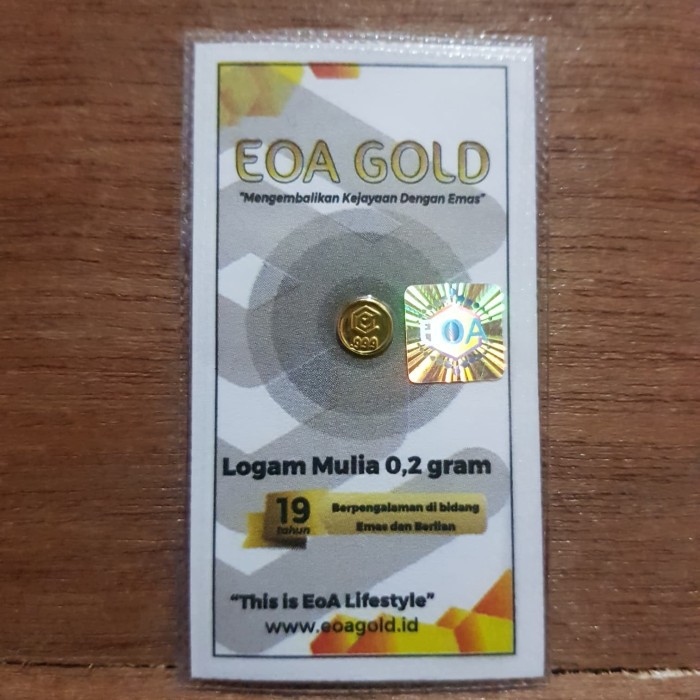 EOA GOLD
"Mengembalikan Kejayaan Dengan Emas"
.999
OA
Logam Mulia 0,2 gram
19
tahun
Berpengalaman di bidang
Emas dan Berlian
"This is EoA Lifestyle"
www.eoagold.id